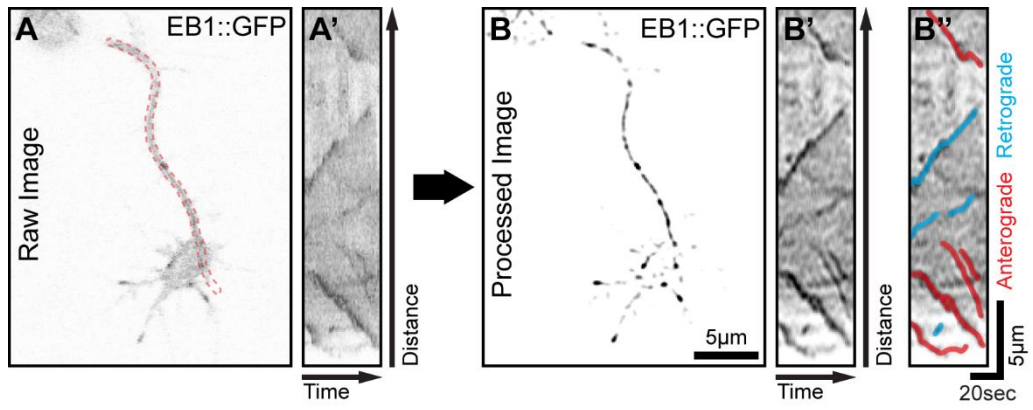 A
EB1::GFP
Raw Image
A'
Distance
Time
B
EB1::GFP
Processed Image
5µm
B'
Distance
Time
B''
Retrograde
Anterograde
5µm
20sec